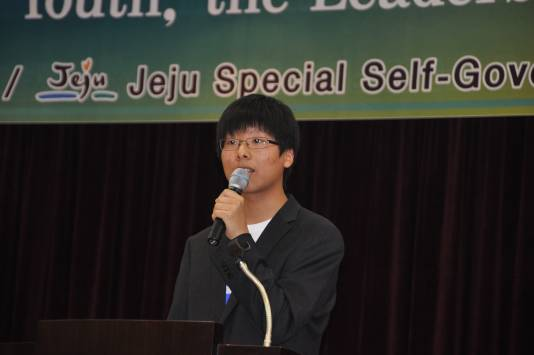 Youth, the Leaders
/ Jeju Jeju Special Self-Gove